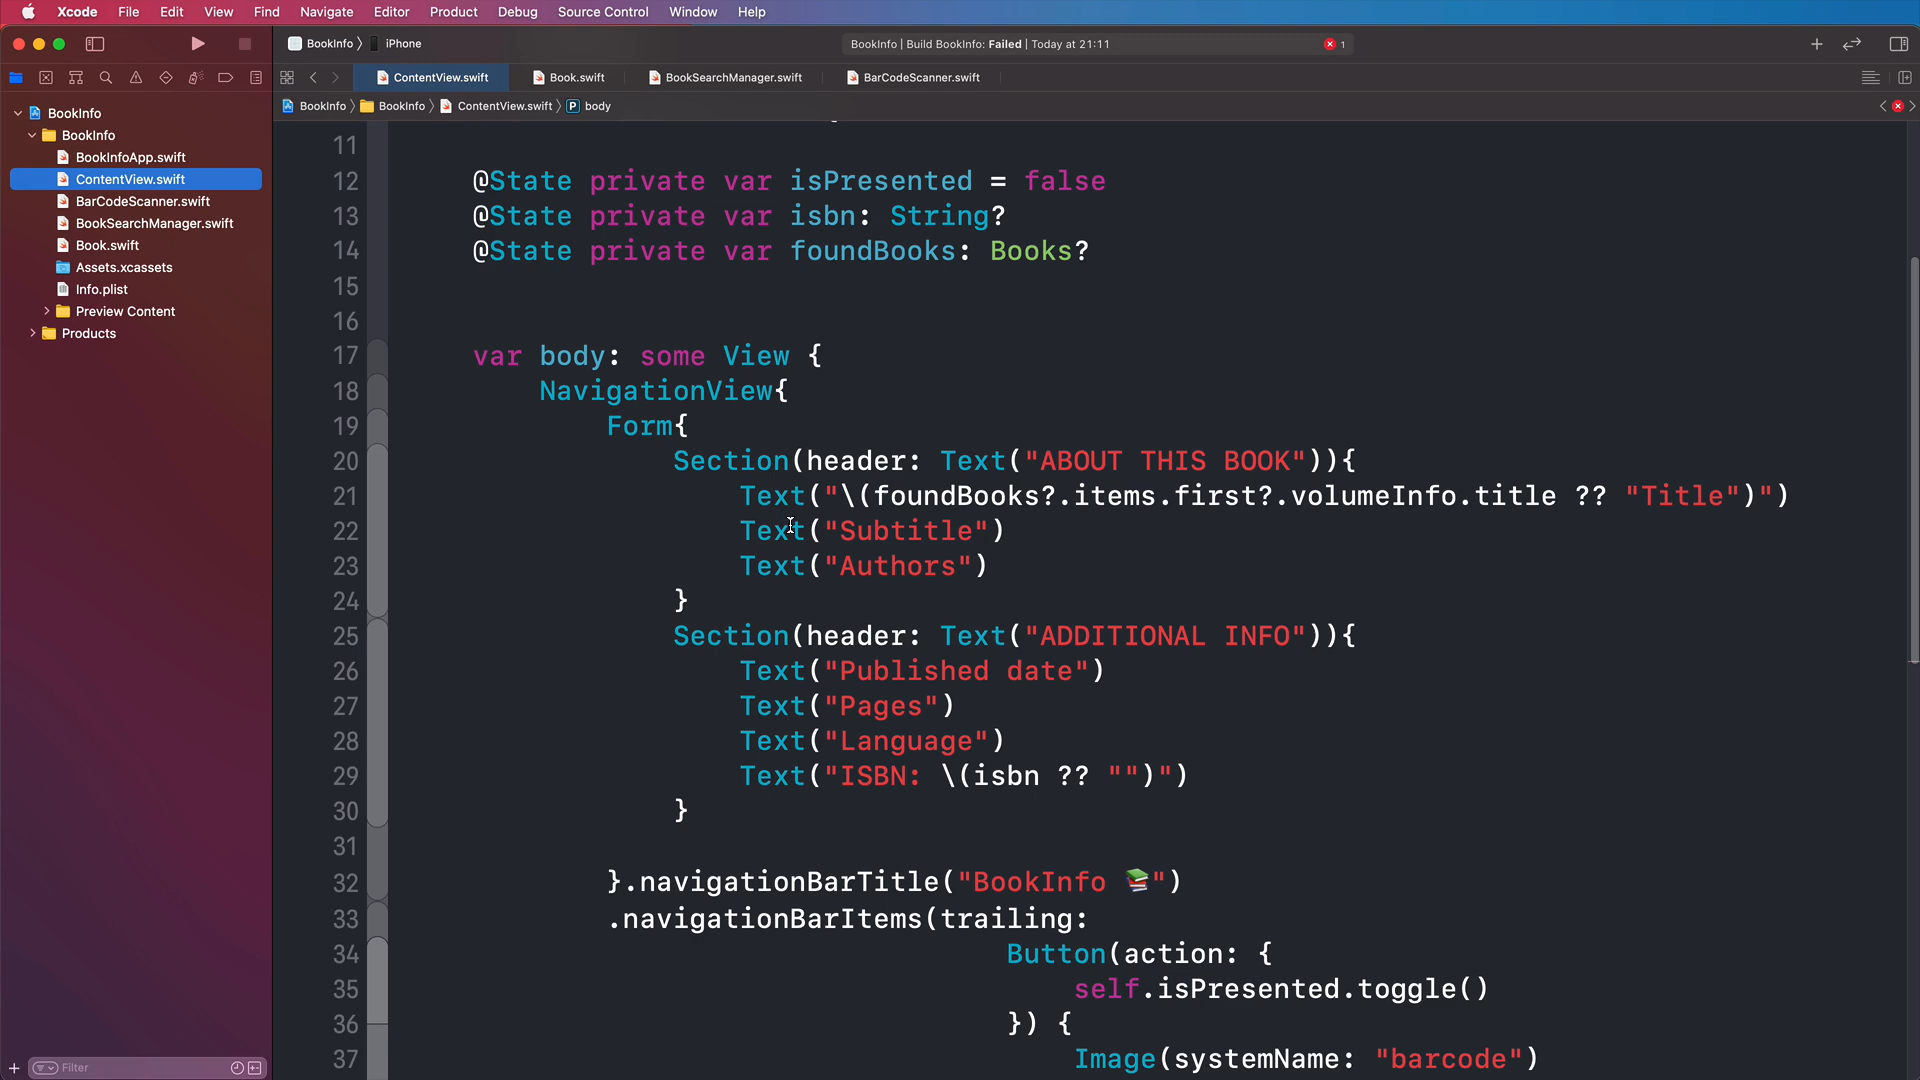 Xcode File Edit View Find Navigate Editor Product Debug Source Control Window Help
BookInfo 〉 iPhone
BookInfo | Build BookInfo: Failed | Today at 21:11
1
ContentView.swift
Book.swift
BookSearchManager.swift
BarCodeScanner.swift
BookInfo 〉 BookInfo 〉 ContentView.swift 〉 P body
BookInfo
BookInfo
BookInfoApp.swift
ContentView.swift
BarCodeScanner.swift
BookSearchManager.swift
Book.swift
Assets.xcassets
Info.plist
Preview Content
Products
Filter
11
12 @State private var isPresented = false
13 @State private var isbn: String?
14 @State private var foundBooks: Books?
15
16
17 var body: some View {
18 NavigationView{
19 Form{
20 Section(header: Text("ABOUT THIS BOOK")){
21 Text("\(foundBooks?.items.first?.volumeInfo.title ?? "Title")")
22 Text("Subtitle")
23 Text("Authors")
24 }
25 Section(header: Text("ADDITIONAL INFO")){
26 Text("Published date")
27 Text("Pages")
28 Text("Language")
29 Text("ISBN: \(isbn ?? "")")
30 }
31
32 }.navigationBarTitle("BookInfo 📚")
33 .navigationBarItems(trailing:
34 Button(action: {
35 self.isPresented.toggle()
36 }) {
37 Image(systemName: "barcode")